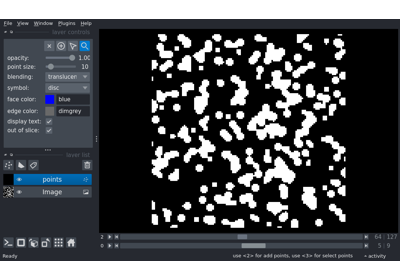 File View Window Plugins Help
layer controls
opacity: 1.00
point size: 10
blending: translucen
symbol: disc
face color: blue
edge color: dimgrey
display text:
out of slice:
layer list
points
Image
2 64 127
0 5 9
Ready use <2> for add points, use <3> for select points activity